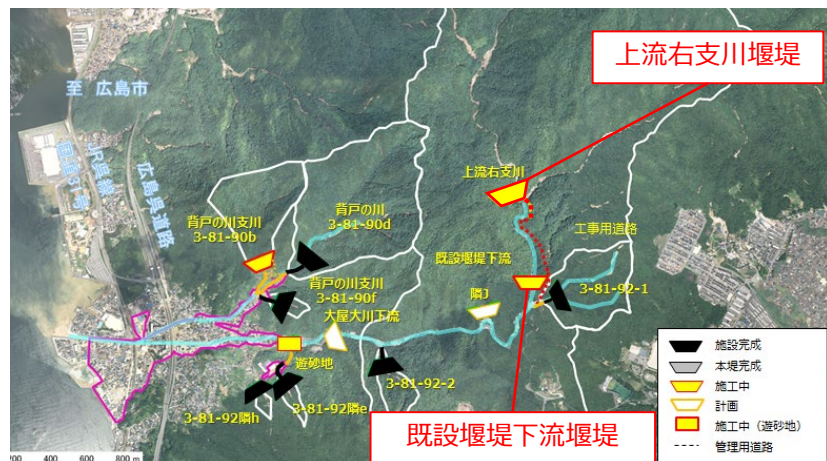 上流右支川堰堤
至 広島市
JR呉線
広島呉道路
上流右支川
背戸の川
3-81-90d
背戸の川支川
3-81-90b
工事用道路
既設堰堤下流
3-81-92-1
背戸の川支川
3-81-90f
隣J
大屋大川下流
遊砂地
3-81-92-2
3-81-92隣e
3-81-92隣h
既設堰堤下流堰堤
施設完成
本堤完成
施工中
計画
施工中（遊砂地）
管理用道路
200 400 600 800 m